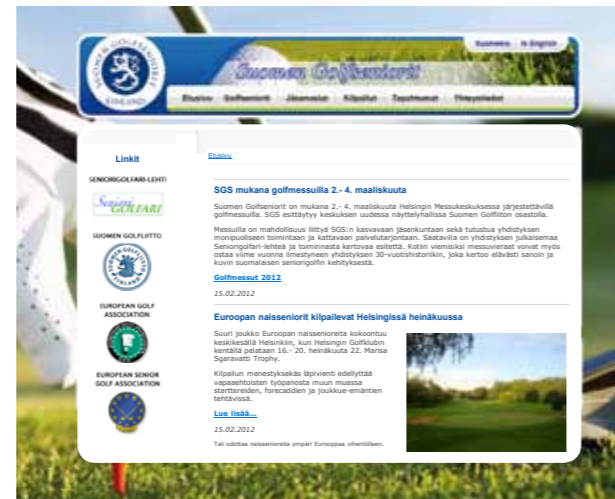 Suomeksi In English
Suomen Golfseniorit
FINLAND
Etusivu Golfseniorit Jäsenasiat Kilpailut Tapahtumat Yhteystiedot
Linkit
SENIORIGOLFARI-LEHTI
Seniori
GOLFARI
SUOMEN GOLFLIITTO
EUROPEAN GOLF
ASSOCIATION
EUROPEAN SENIOR
GOLF ASSOCIATION
Etusivu
SGS mukana golfmessuilla 2.- 4. maaliskuuta
Suomen Golfseniorit on mukana 2.- 4. maaliskuuta Helsingin Messukeskuksessa järjestettävillä
golfmessuilla. SGS esittäytyy keskuksen uudessa näyttelyhallissa Suomen Golfliiton osastolla.
Messuilla on mahdollisuus liittyä SGS:n kasvavaan jäsenkuntaan sekä tutustua yhdistyksen
monipuoliseen toimintaan ja kattavaan palvelutarjontaan. Saatavilla on yhdistyksen julkaisemaa
Seniorigolfari-lehteä ja toiminnasta kertovaa esitettä. Kotiin viemisiksi messuvieraat voivat myös
ostaa viime vuonna ilmestyneen yhdistyksen 30-vuotishistoriikin, joka kertoo elävästi sanoin ja
kuvin suomalaisen seniorigolfin kehityksestä.
Golfmessut 2012
15.02.2012
Euroopan naisseniorit kilpailevat Helsingissä heinäkuussa
Suuri joukko Euroopan naisseniorejta kokoontuu
keskikesällä Helsinkiin, kun Helsingin Golfklubin
kentällä pelataan 16.- 20. heinäkuuta 22. Marisa
Sgaravatti Trophy.
Kilpailun menestyksekäs läpivienti edellyttää
vapaaehtoisten työpanosta muun muassa
starttereiden, forecaddien ja joukkue-emäntien
tehtävissä.
Lue lisää...
15.02.2012
Tali odottaa naisseniorejta ympäri Eurooppaa vihreililleen.